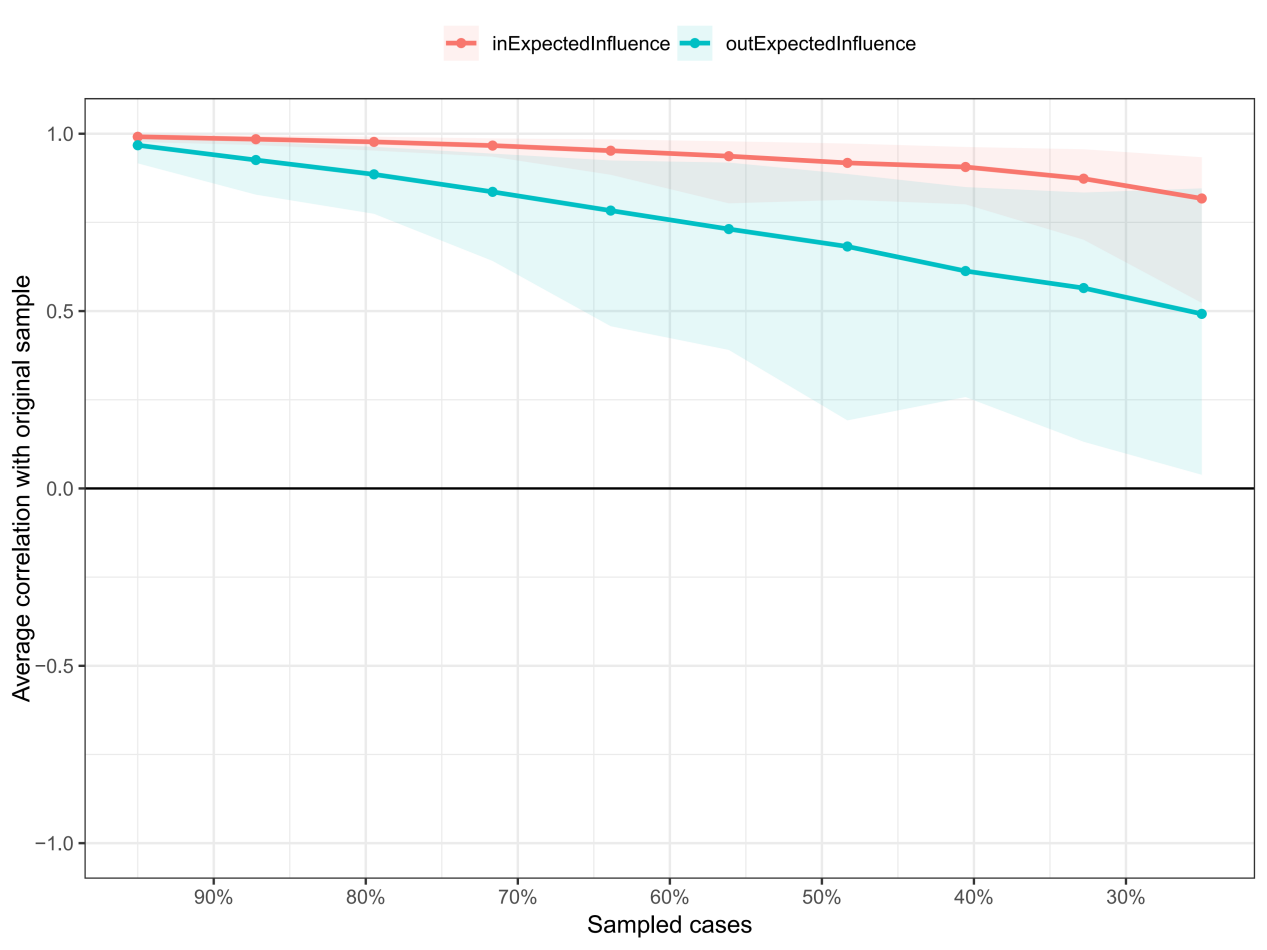 inExpectedInfluence outExpectedInfluence
Average correlation with original sample
1.0
0.5
0.0
−0.5
−1.0
90% 80% 70% 60% 50% 40% 30%
Sampled cases